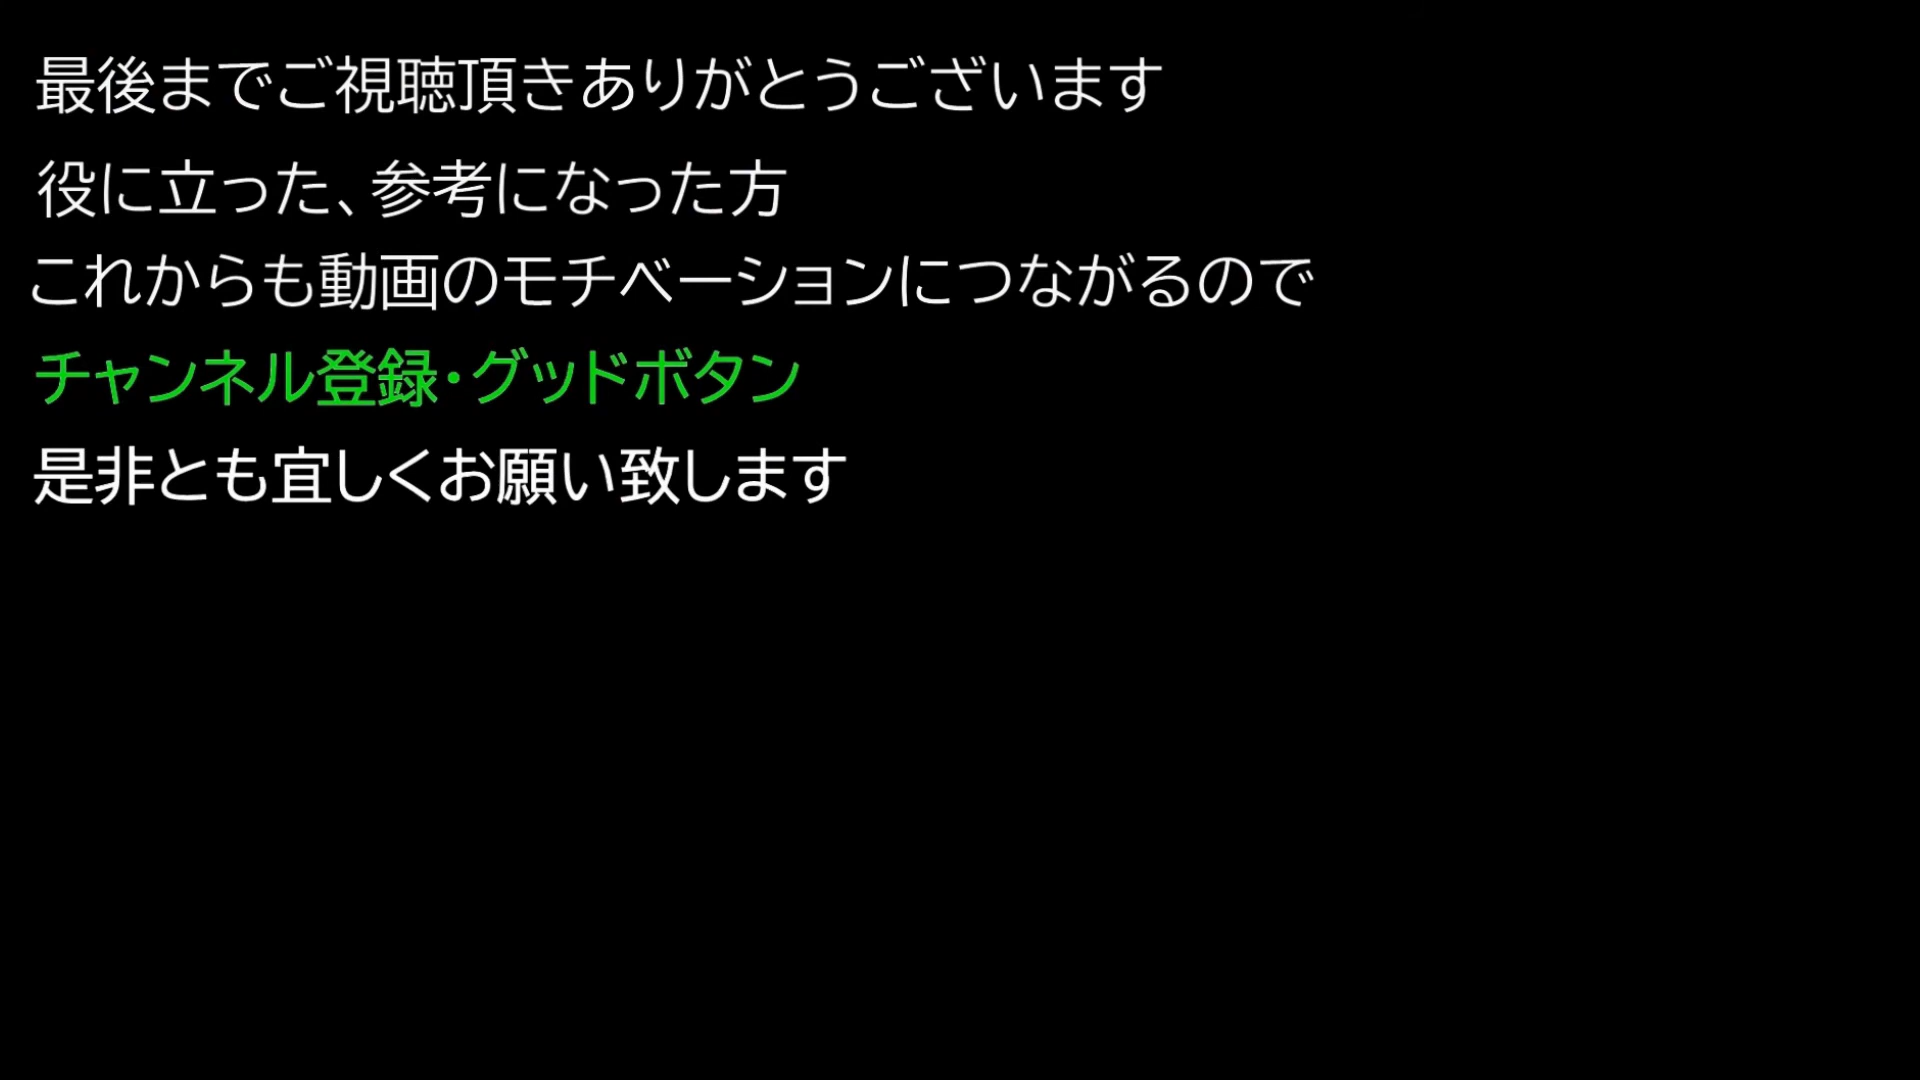 最後までご視聴頂きありがとうございます
役に立った、参考になった方
これからも動画のモチベーションにつながるので
チャンネル登録・グッドボタン
是非とも宜しくお願い致します